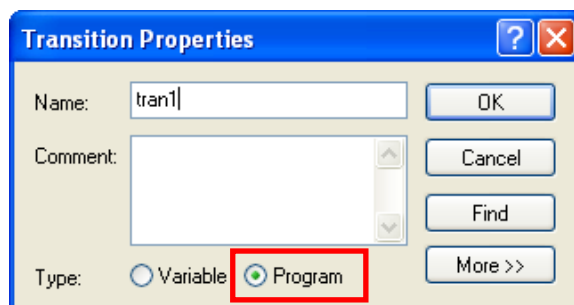 Transition Properties
?
Name: tran1 OK
Comment: Cancel
Find
Type: Variable Program More >>